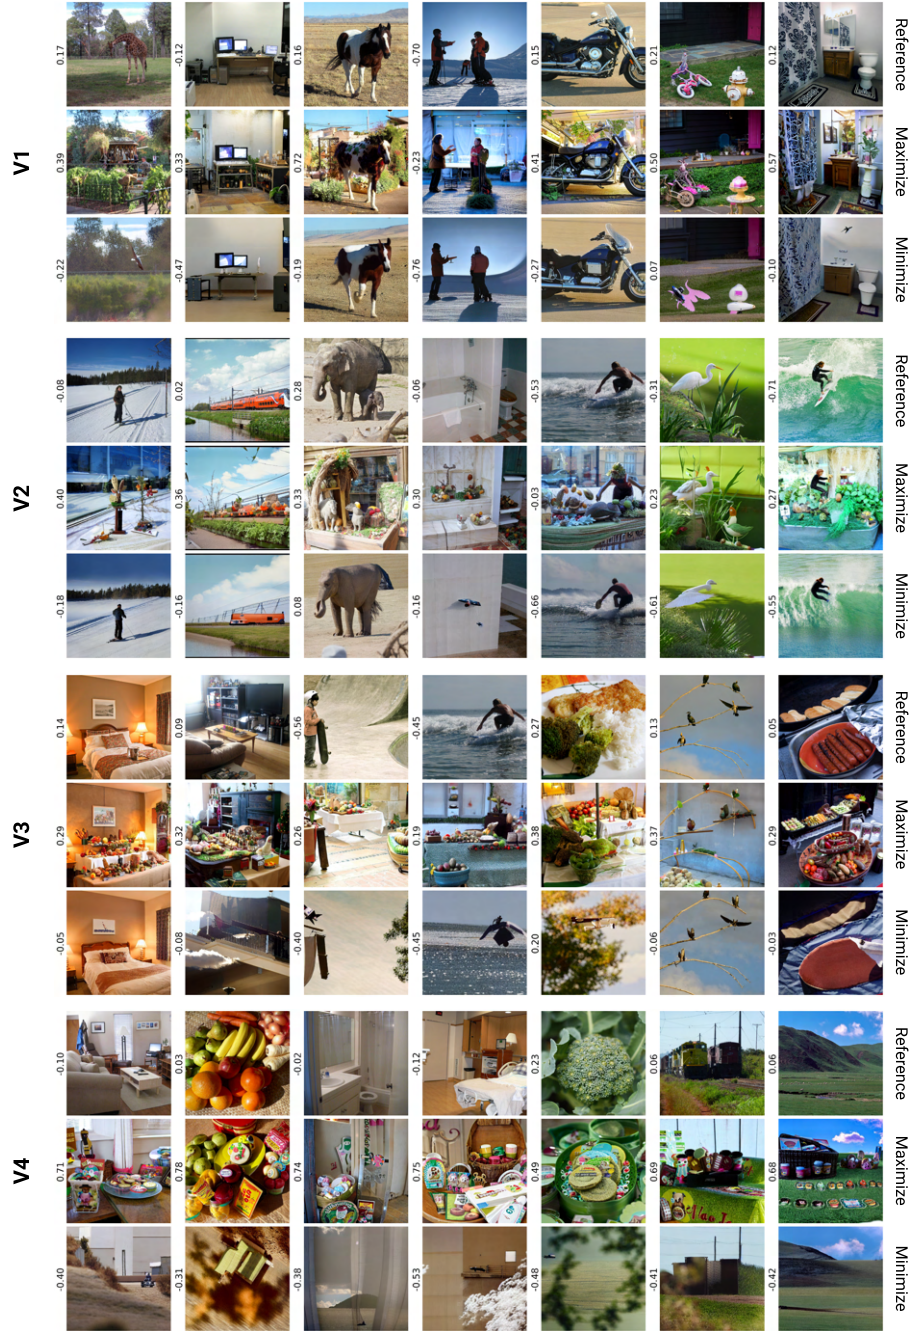 V1
0.17 -0.12 0.16 -0.70 0.15 0.21 0.12 Reference
0.39 0.33 0.72 -0.23 0.41 0.50 0.57 Maximize
-0.22 -0.47 -0.19 -0.76 -0.27 0.07 -0.10 Minimize
V2
-0.08 0.02 0.28 -0.06 -0.53 -0.31 -0.71 Reference
0.40 0.36 0.33 0.30 -0.03 0.23 0.27 Maximize
-0.18 -0.16 0.08 -0.16 -0.66 -0.61 -0.55 Minimize
V3
0.14 0.09 -0.56 -0.45 0.27 0.13 0.05 Reference
0.29 0.32 0.26 0.19 0.38 0.37 0.29 Maximize
-0.05 -0.08 -0.40 -0.45 0.20 -0.06 -0.03 Minimize
V4
-0.10 0.03 -0.02 -0.12 0.23 0.06 0.06 Reference
0.71 0.78 0.74 0.75 0.49 0.69 0.68 Maximize
-0.40 -0.31 -0.38 -0.53 -0.48 -0.41 -0.42 Minimize